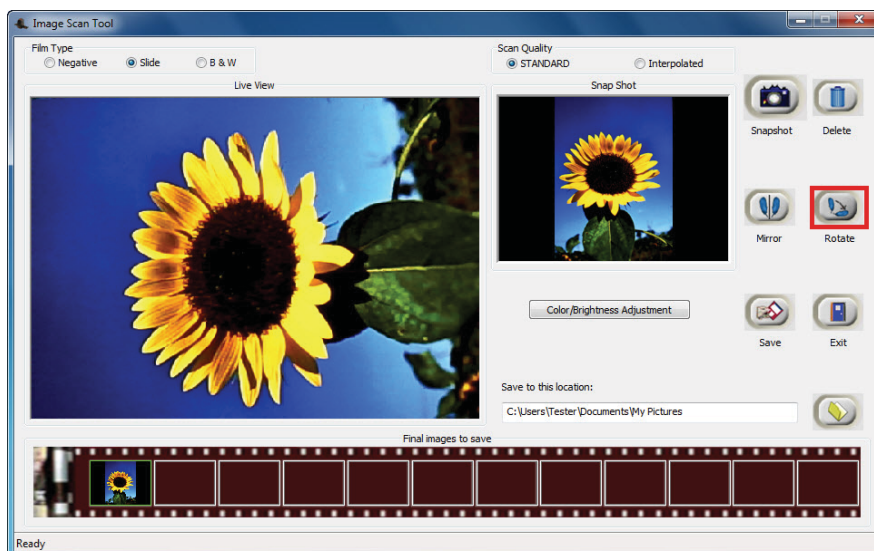 Image Scan Tool
Film Type
Negative
Slide
B & W
Scan Quality
STANDARD
Interpolated
Live View
Snap Shot
Snapshot
Delete
Mirror
Rotate
Color/Brightness Adjustment
Save
Exit
Save to this location:
C:\Users\Tester\Documents\My Pictures
Final images to save
Ready